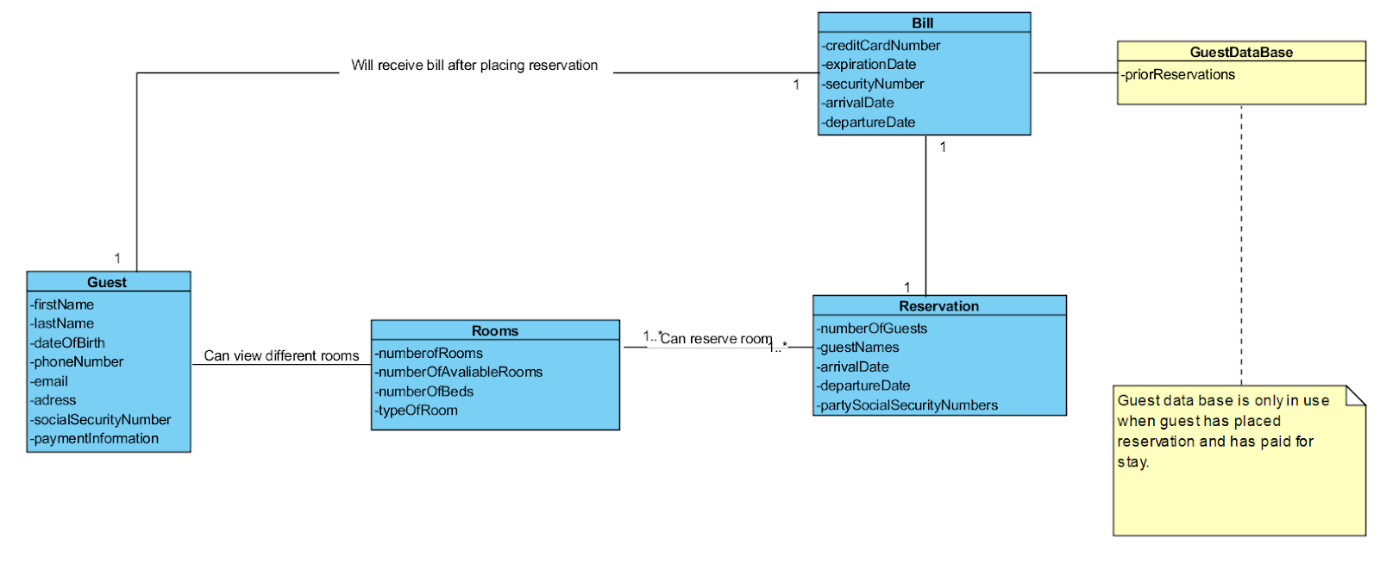 Bill
-creditCardNumber
-expirationDate
-securityNumber
-arrivalDate
-departureDate
GuestDataBase
-priorReservations
Will receive bill after placing reservation
1
1
1
1
Guest
-firstName
-lastName
-dateOfBirth
-phoneNumber
-email
-adress
-socialSecurityNumber
-paymentInformation
Can view different rooms
Rooms
-numberofRooms
-numberOfAvaliableRooms
-numberOfBeds
-typeOfRoom
1..*
Can reserve room
1..*
Reservation
-numberOfGuests
-guestNames
-arrivalDate
-departureDate
-partySocialSecurityNumbers
Guest data base is only in use
when guest has placed
reservation and has paid for
stay.